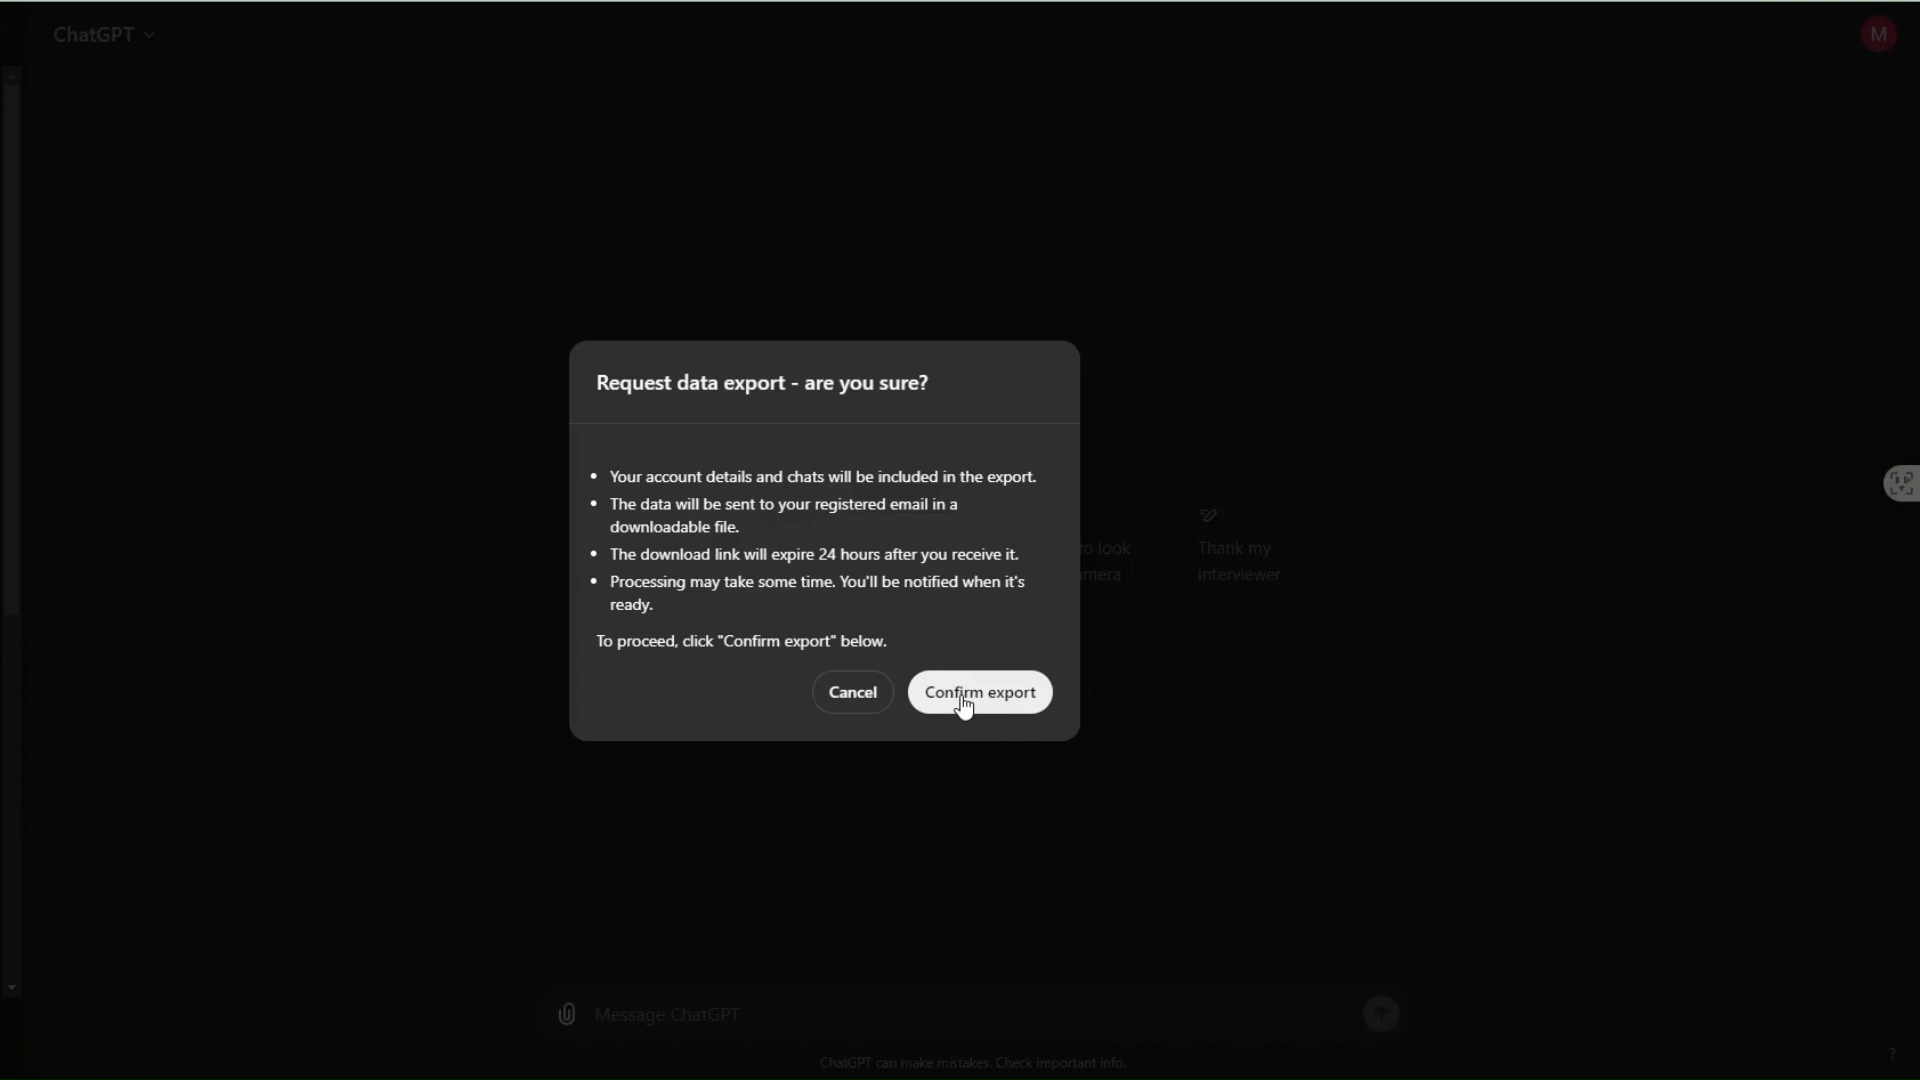 ChatGPT
M
Request data export - are you sure?
• Your account details and chats will be included in the export.
• The data will be sent to your registered email in a
downloadable file.
• The download link will expire 24 hours after you receive it.
• Processing may take some time. You'll be notified when it's
ready.
to look
Thank my
interviewer
To proceed, click "Confirm export" below.
Cancel
Confirm export
Message ChatGPT
ChatGPT can make mistakes. Check important info.
?